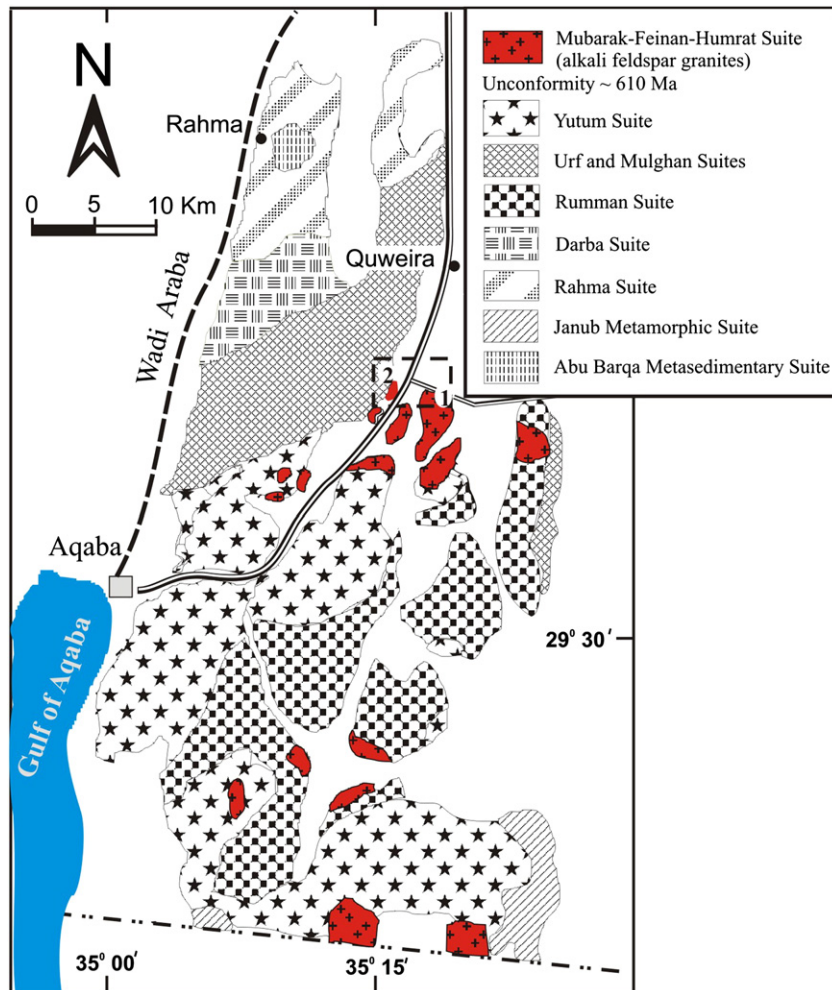 N
Rahma
0 5 10 Km
Quweira
Wadi Araba
2
1
Aqaba
Gulf of Aqaba
29° 30′
35° 00′
35° 15′
Mubarak-Feinan-Humrat Suite
(alkali feldspar granites)
Unconformity ~ 610 Ma
Yutum Suite
Urf and Mulghan Suites
Rumman Suite
Darba Suite
Rahma Suite
Janub Metamorphic Suite
Abu Barqa Metasedimentary Suite